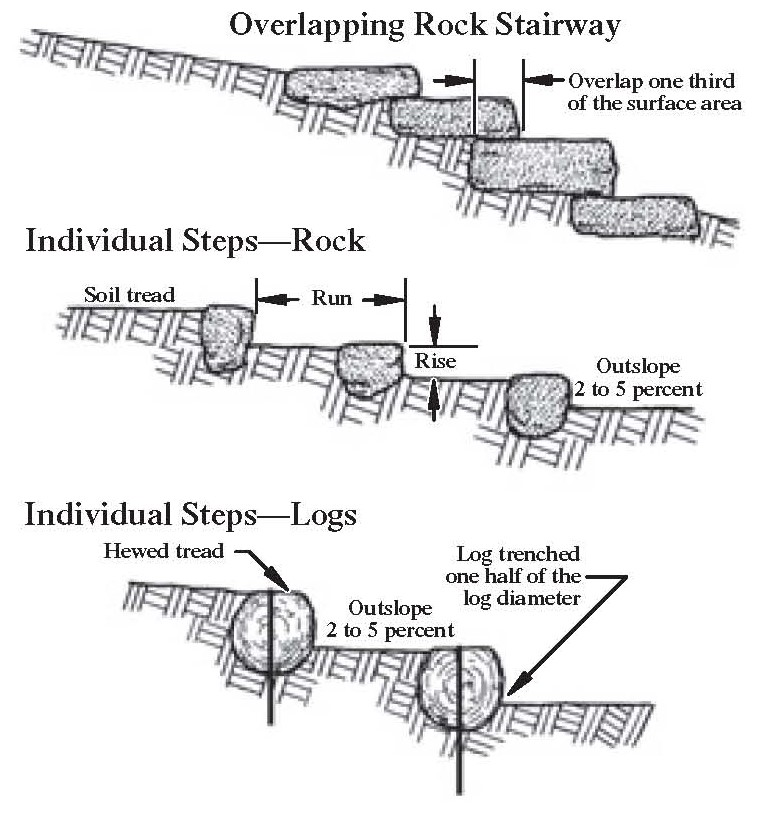 Overlapping Rock Stairway
Overlap one third
of the surface area
Individual Steps—Rock
Soil tread
Run
Rise
Outslope
2 to 5 percent
Individual Steps—Logs
Hewed tread
Log trenched
one half of the
log diameter
Outslope
2 to 5 percent